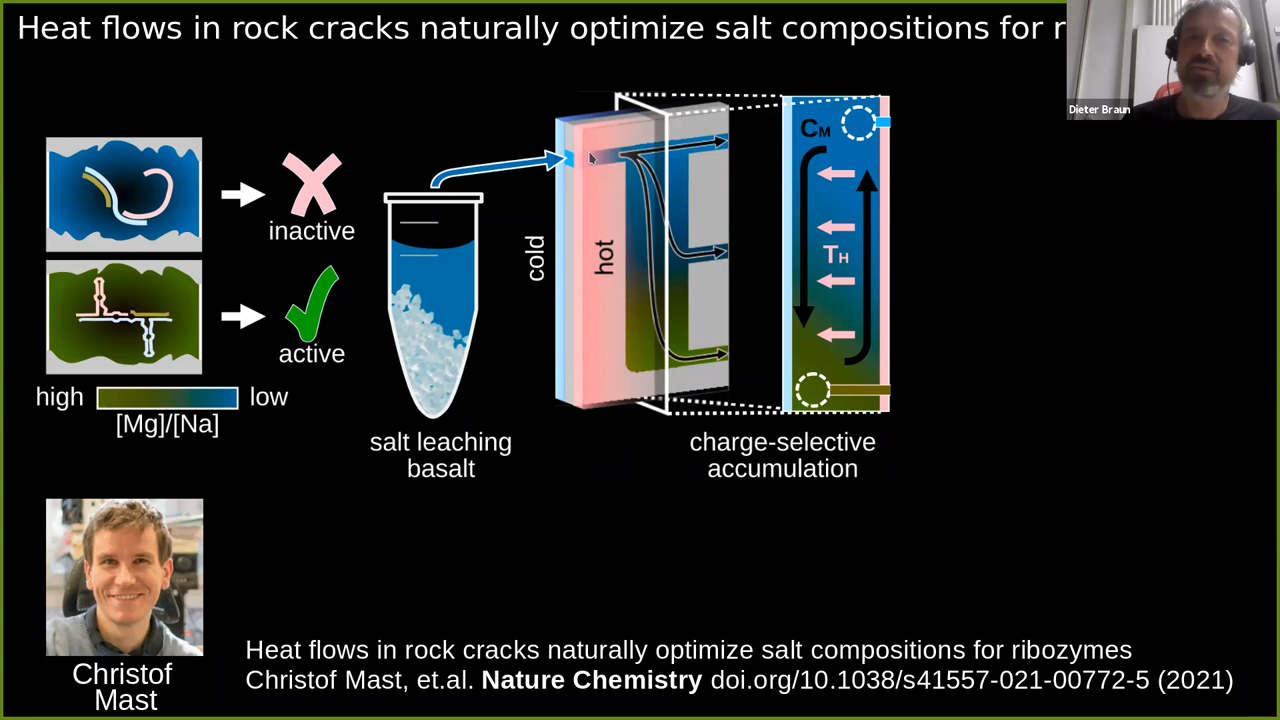 Heat flows in rock cracks naturally optimize salt compositions for r
Dieter Braun
inactive
active
high
low
[Mg]/[Na]
cold
hot
salt leaching
basalt
CM
TH
charge-selective
accumulation
Christof
Mast
Heat flows in rock cracks naturally optimize salt compositions for ribozymes
Christof Mast, et.al. Nature Chemistry doi.org/10.1038/s41557-021-00772-5 (2021)